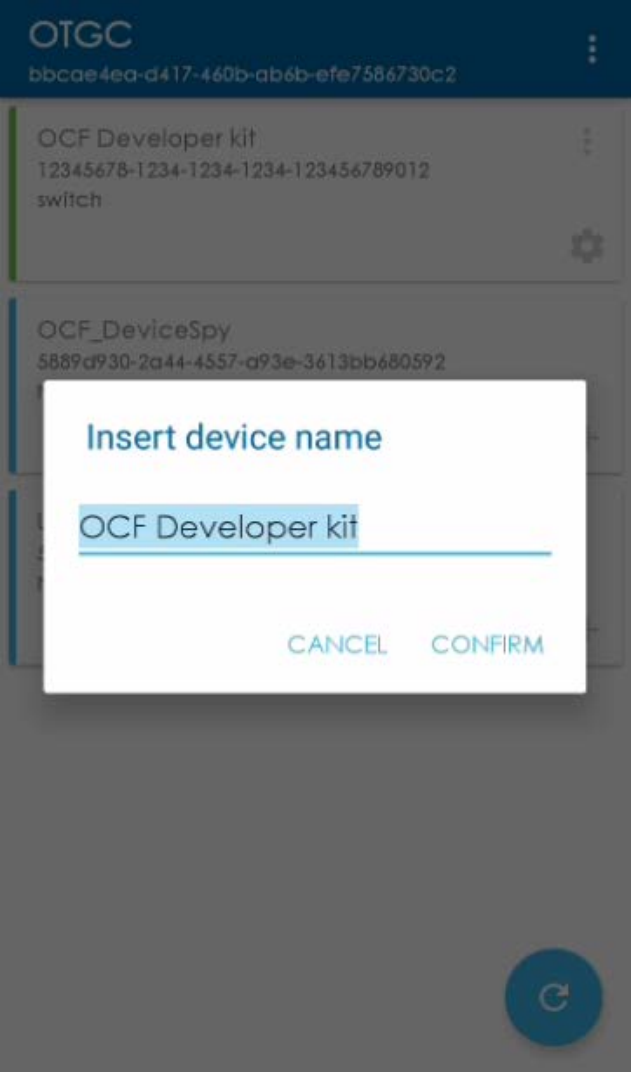 OTGC
bbcae4ea-d417-460b-ab6b-efe7586730c2
OCF Developer kit
12345678-1234-1234-1234-123456789012
switch
OCF_DeviceSpy
5889d930-2a44-4557-a93e-3613bb680592
Insert device name
OCF Developer kit
CANCEL CONFIRM